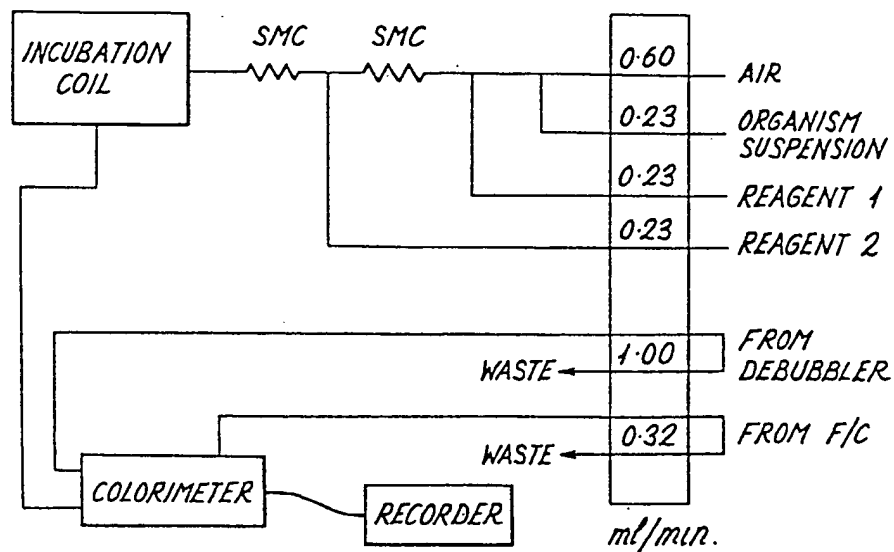 INCUBATION
COIL
SMC
SMC
0.60
AIR
0.23
ORGANISM
SUSPENSION
0.23
REAGENT 1
0.23
REAGENT 2
WASTE
1.00
FROM
DEBUBBLER
WASTE
0.32
FROM F/C
COLORIMETER
RECORDER
ml/min.